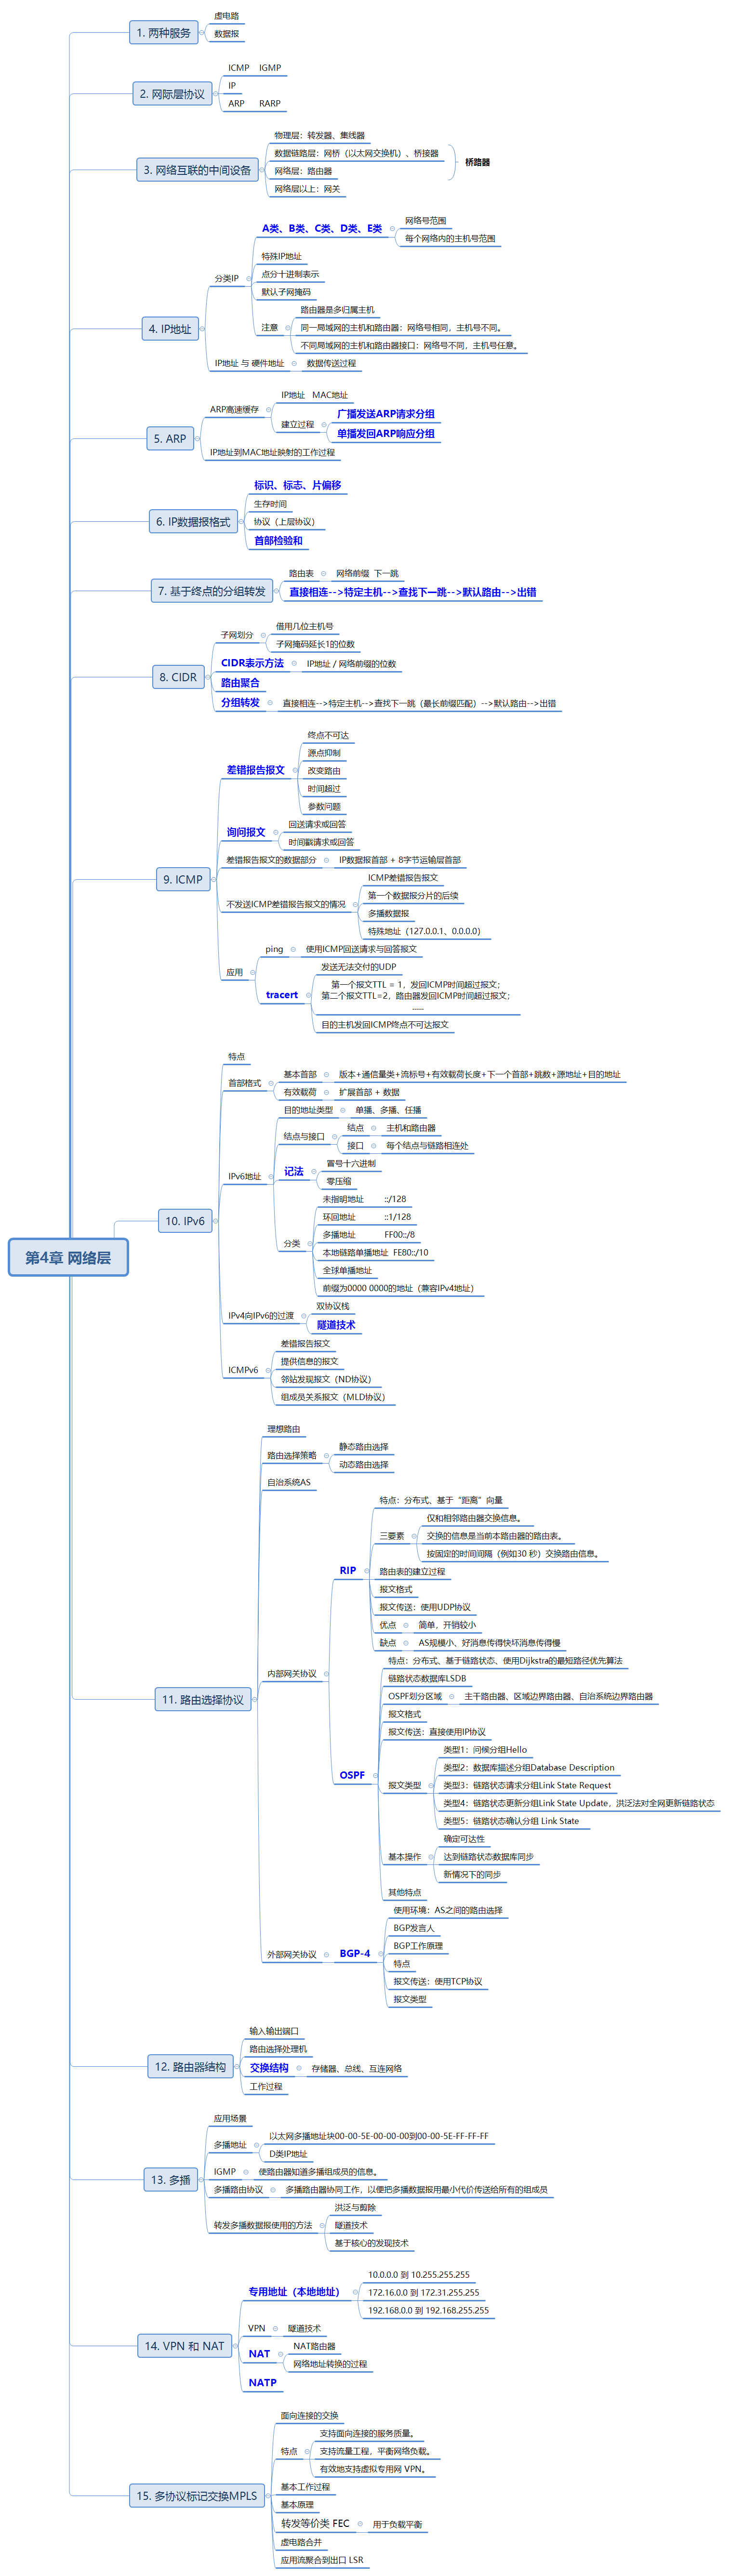 第4章 网络层
1. 两种服务
虚电路
数据报
2. 网际层协议
ICMP IGMP
IP
ARP RARP
3. 网络互联的中间设备
物理层：转发器、集线器
数据链路层：网桥（以太网交换机）、桥接器
网络层：路由器
网络层以上：网关
桥路器
4. IP地址
分类IP
A类、B类、C类、D类、E类
网络号范围
每个网络内的主机号范围
特殊IP地址
点分十进制表示
默认子网掩码
注意
路由器是多归属主机
同一局域网的主机和路由器：网络号相同，主机号不同。
不同局域网的主机和路由器接口：网络号不同，主机号任意。
IP地址 与 硬件地址
数据传送过程
5. ARP
ARP高速缓存
IP地址 MAC地址
建立过程
广播发送ARP请求分组
单播发回ARP响应分组
IP地址到MAC地址映射的工作过程
6. IP数据报格式
标识、标志、片偏移
生存时间
协议（上层协议）
首部检验和
7. 基于终点的分组转发
路由表
网络前缀 下一跳
直接相连-->特定主机-->查找下一跳-->默认路由-->出错
8. CIDR
子网划分
借用几位主机号
子网掩码延长1的位数
CIDR表示方法
IP地址 / 网络前缀的位数
路由聚合
分组转发
直接相连-->特定主机-->查找下一跳（最长前缀匹配）-->默认路由-->出错
9. ICMP
差错报告报文
终点不可达
源点抑制
改变路由
时间超过
参数问题
询问报文
回送请求或回答
时间戳请求或回答
差错报告报文的数据部分
IP数据报首部 + 8字节运输层首部
不发送ICMP差错报告报文的情况
ICMP差错报告报文
第一个数据报分片的后续
多播数据报
特殊地址（127.0.0.1、0.0.0.0）
应用
ping
使用ICMP回送请求与回答报文
tracert
发送无法交付的UDP
第一个报文TTL = 1，发回ICMP时间超过报文；
第二个报文TTL=2，路由器发回ICMP时间超过报文；
......
目的主机发回ICMP终点不可达报文
10. IPv6
特点
首部格式
基本首部
版本+通信量类+流标号+有效载荷长度+下一个首部+跳数+源地址+目的地址
有效载荷
扩展首部 + 数据
IPv6地址
目的地址类型
单播、多播、任播
结点与接口
结点
主机和路由器
接口
每个结点与链路相连处
记法
冒号十六进制
零压缩
分类
未指明地址 ::/128
环回地址 ::1/128
多播地址 FF00::/8
本地链路单播地址 FE80::/10
全球单播地址
前缀为0000 0000的地址（兼容IPv4地址）
IPv4向IPv6的过渡
双协议栈
隧道技术
ICMPv6
差错报告报文
提供信息的报文
邻站发现报文（ND协议）
组成员关系报文（MLD协议）
11. 路由选择协议
理想路由
路由选择策略
静态路由选择
动态路由选择
自治系统AS
内部网关协议
RIP
特点：分布式、基于“距离”向量
三要素
仅和相邻路由器交换信息。
交换的信息是当前本路由器的路由表。
按固定的时间间隔（例如30 秒）交换路由信息。
路由表的建立过程
报文格式
报文传送：使用UDP协议
优点
简单，开销较小
缺点
AS规模小、好消息传得快坏消息传得慢
OSPF
特点：分布式、基于链路状态、使用Dijkstra的最短路径优先算法
链路状态数据库LSDB
OSPF划分区域
主干路由器、区域边界路由器、自治系统边界路由器
报文格式
报文传送：直接使用IP协议
报文类型
类型1：问候分组Hello
类型2：数据库描述分组Database Description
类型3：链路状态请求分组Link State Request
类型4：链路状态更新分组Link State Update，洪泛法对全网更新链路状态
类型5：链路状态确认分组 Link State
基本操作
确定可达性
达到链路状态数据库同步
新情况下的同步
其他特点
外部网关协议
BGP-4
使用环境：AS之间的路由选择
BGP发言人
BGP工作原理
特点
报文传送：使用TCP协议
报文类型
12. 路由器结构
输入输出端口
路由选择处理机
交换结构
存储器、总线、互连网络
工作过程
13. 多播
应用场景
多播地址
以太网多播地址块00-00-5E-00-00-00到00-00-5E-FF-FF-FF
D类IP地址
IGMP
使路由器知道多播组成员的信息。
多播路由协议
多播路由器协同工作，以便把多播数据报用最小代价传送给所有的组成员
转发多播数据报使用的方法
洪泛与剪除
隧道技术
基于核心的发现技术
14. VPN 和 NAT
专用地址（本地地址）
10.0.0.0 到 10.255.255.255
172.16.0.0 到 172.31.255.255
192.168.0.0 到 192.168.255.255
VPN
隧道技术
NAT
NAT路由器
网络地址转换的过程
NATP
15. 多协议标记交换MPLS
面向连接的交换
特点
支持面向连接的服务质量。
支持流量工程，平衡网络负载。
有效地支持虚拟专用网 VPN。
基本工作过程
基本原理
转发等价类 FEC
用于负载平衡
虚电路合并
应用流聚合到出口 LSR